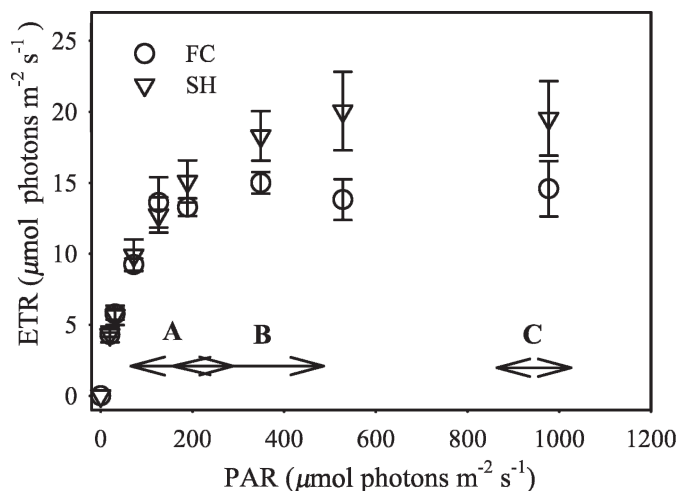 25
20
15
10
5
0
ETR (μmol photons m⁻² s⁻¹)
FC
SH
A
B
C
0 200 400 600 800 1000 1200
PAR (μmol photons m⁻² s⁻¹)